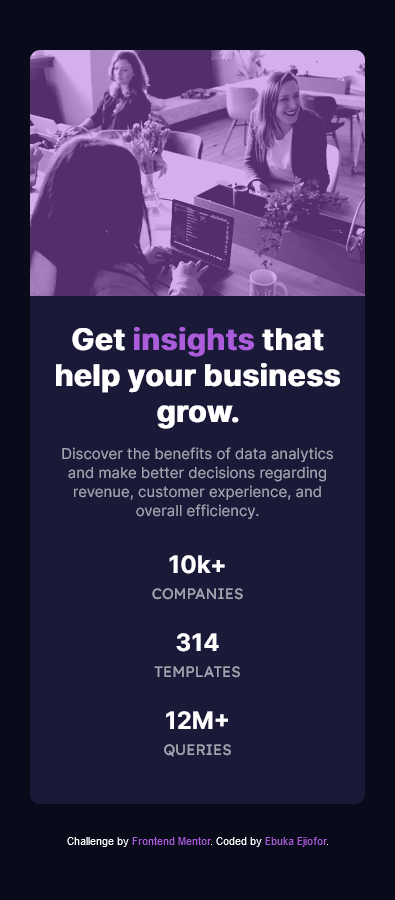 Get insights that
help your business
grow.
Discover the benefits of data analytics
and make better decisions regarding
revenue, customer experience, and
overall efficiency.
10k+
COMPANIES
314
TEMPLATES
12M+
QUERIES
Challenge by Frontend Mentor. Coded by Ebuka Ejiofor.